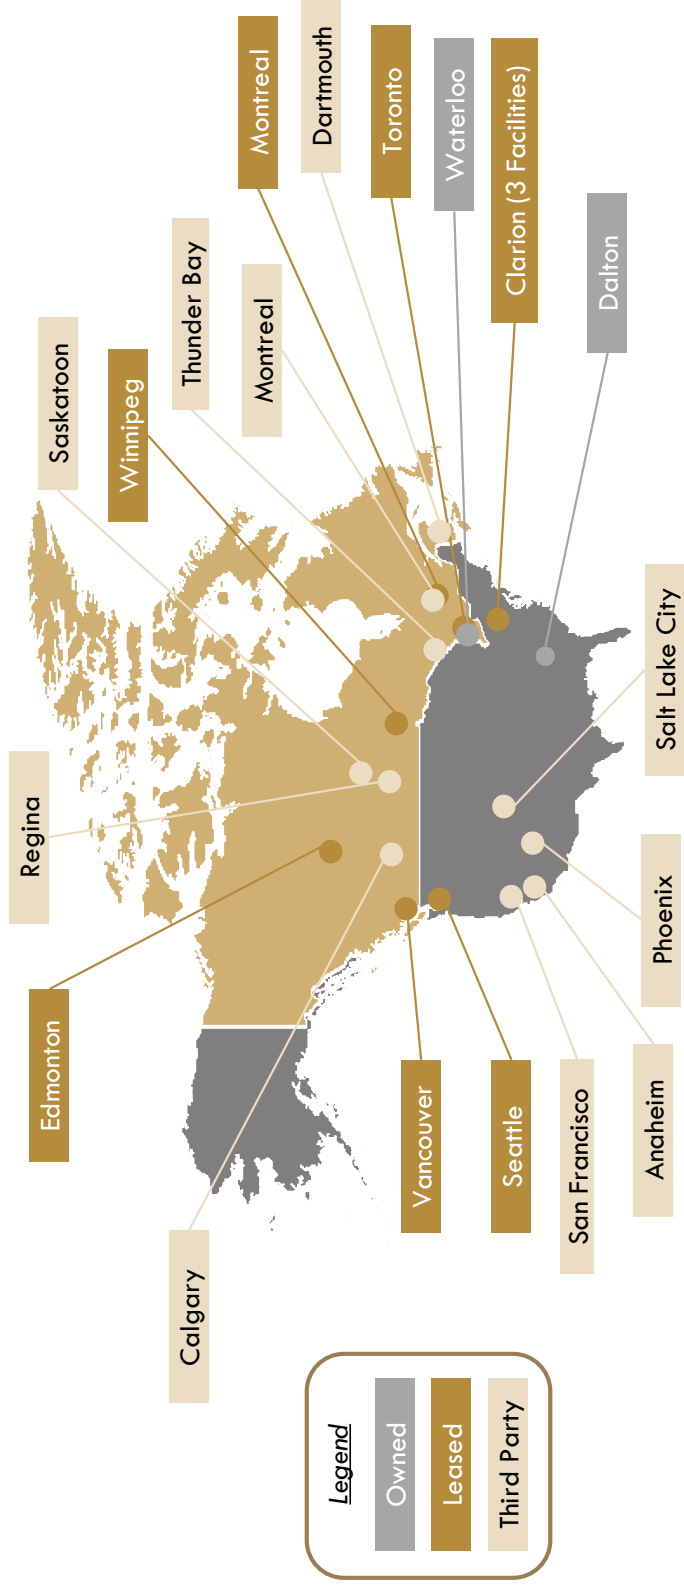 Edmonton
Regina
Saskatoon
Winnipeg
Calgary
Thunder Bay
Montreal
Montreal
Dartmouth
Toronto
Waterloo
Clarion (3 Facilities)
Dalton
Vancouver
Seattle
San Francisco
Anaheim
Phoenix
Salt Lake City
Legend
Owned
Leased
Third Party